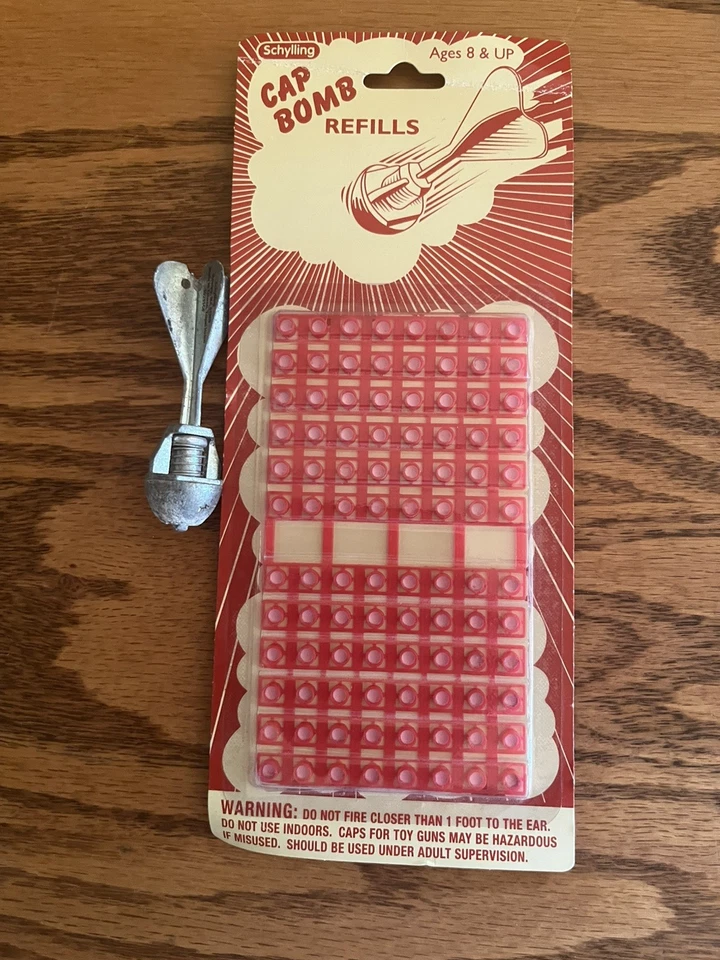 Schylling
Ages 8 & UP
CAP
BOMB
REFILLS
WARNING: DO NOT FIRE CLOSER THAN 1 FOOT TO THE EAR.
DO NOT USE INDOORS. CAPS FOR TOY GUNS MAY BE HAZARDOUS
IF MISUSED. SHOULD BE USED UNDER ADULT SUPERVISION.